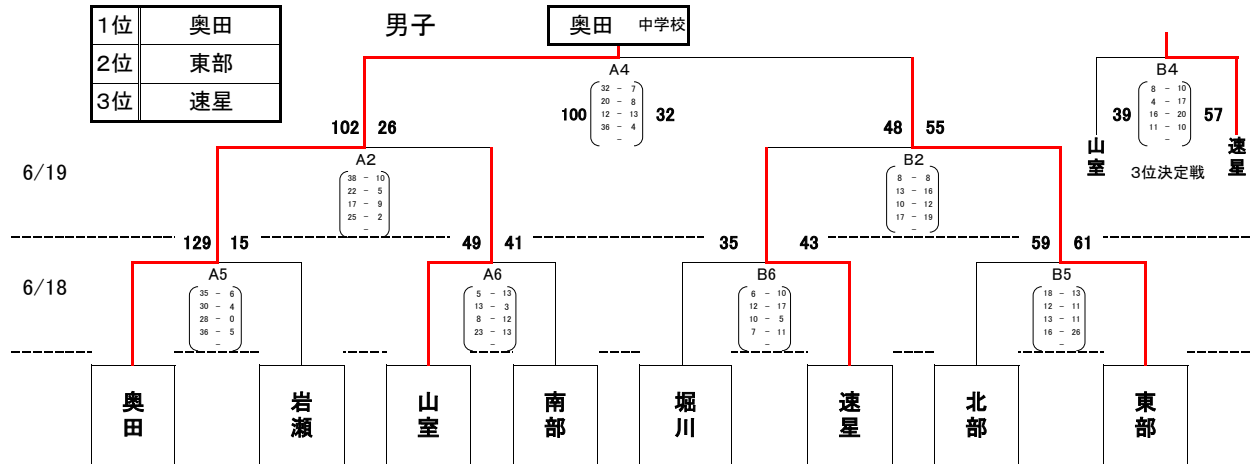 1位 奥田
2位 東部
3位 速星
男子
奥田 中学校
A4
100 32
32 - 7
20 - 8
12 - 13
36 - 4
-
B4
39 57
8 - 10
4 - 17
16 - 20
11 - 10
-
山室 速星
3位決定戦
6/19
102 26
A2
38 - 10
22 - 5
17 - 9
25 - 2
-
48 55
B2
8 - 8
13 - 16
10 - 12
17 - 19
-
6/18
129 15
A5
35 - 6
30 - 4
28 - 0
36 - 5
-
49 41
A6
5 - 13
13 - 3
8 - 12
23 - 13
-
35 43
B6
6 - 10
12 - 17
10 - 5
7 - 11
-
59 61
B5
18 - 13
12 - 11
13 - 11
16 - 26
-
奥田 岩瀬 山室 南部 堀川 速星 北部 東部